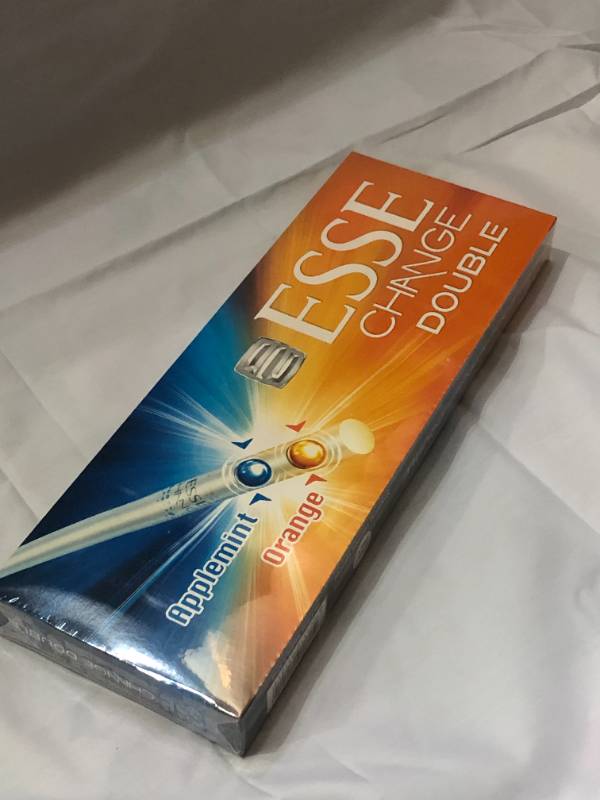 ESSE
CHANGE
DOUBLE
Applemint
Orange